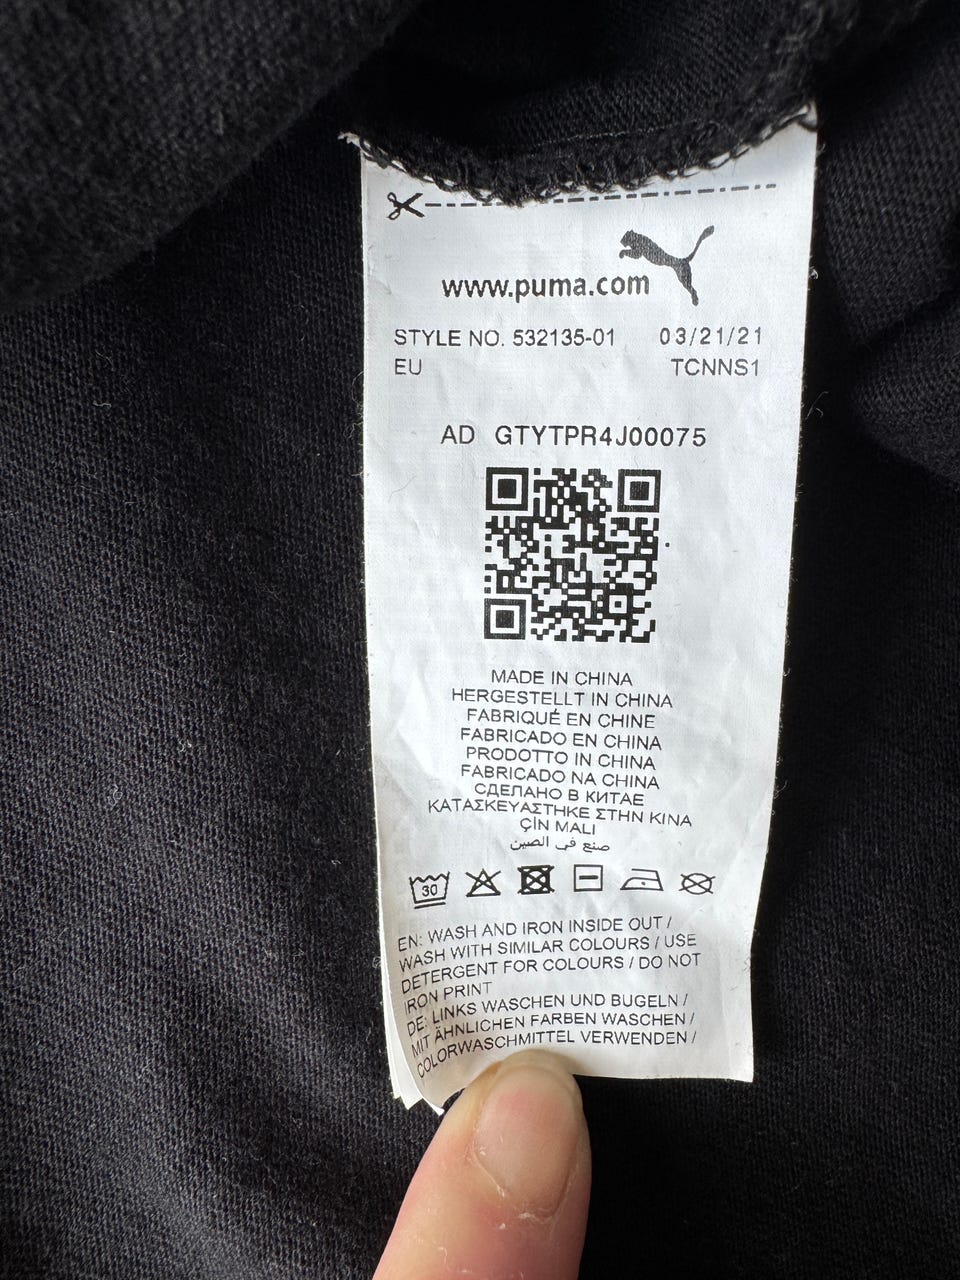 www.puma.com
STYLE NO. 532135-01 03/21/21
EU TCNNS1
AD GTYTPR4J00075
MADE IN CHINA
HERGESTELLT IN CHINA
FABRIQUÉ EN CHINE
FABRICADO EN CHINA
PRODOTTO IN CHINA
FABRICADO NA CHINA
СДЕЛАНО В КИТАЕ
ΚΑΤΑΣΚΕΥΑΣΤΗΚΕ ΣΤΗΝ ΚΙΝΑ
ÇİN MALI
صنع في الصين
30
EN: WASH AND IRON INSIDE OUT /
WASH WITH SIMILAR COLOURS / USE
DETERGENT FOR COLOURS / DO NOT
IRON PRINT
DE: LINKS WASCHEN UND BUGELN /
MIT ÄHNLICHEN FARBEN WASCHEN /
COLORWASCHMITTEL VERWENDEN /